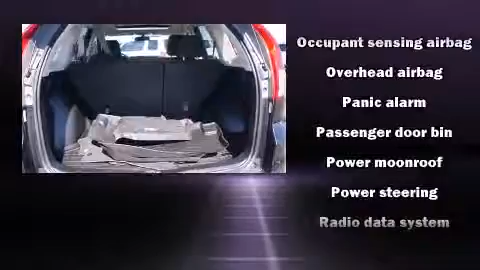 Occupant sensing airbag
Overhead airbag
Panic alarm
Passenger door bin
Power moonroof
Power steering
Radio data system